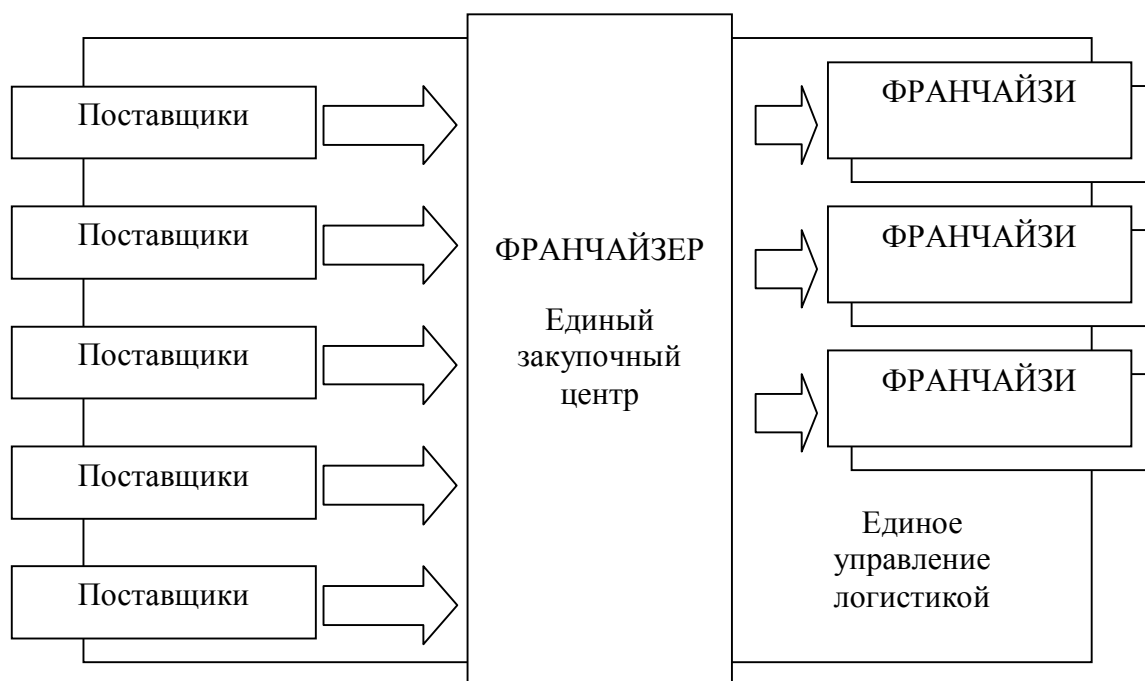 Поставщики
Поставщики
Поставщики
Поставщики
Поставщики
ФРАНЧАЙЗЕР
Единый
закупочный
центр
ФРАНЧАЙЗИ
ФРАНЧАЙЗИ
ФРАНЧАЙЗИ
Единое
управление
логистикой